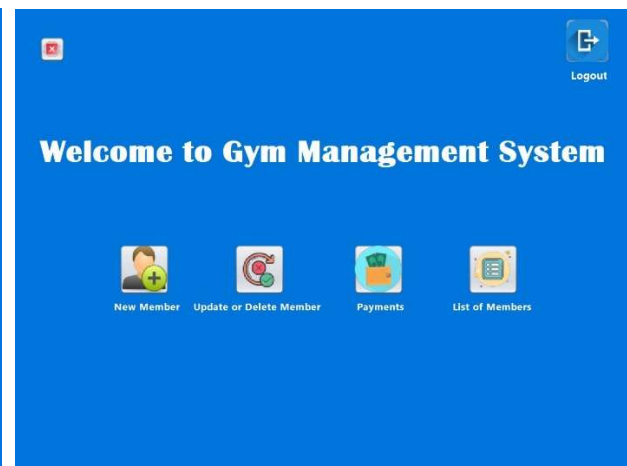 Logout
Welcome to Gym Management System
New Member Update or Delete Member Payments List of Members